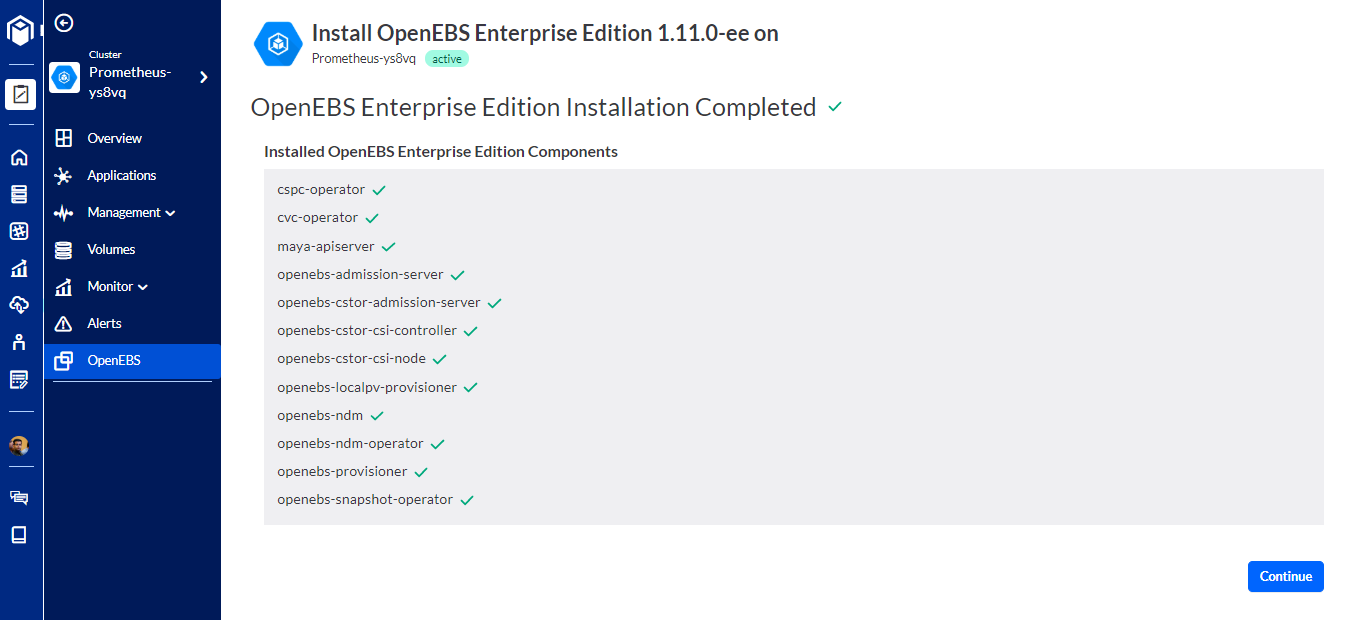 Cluster
Prometheus-
ys8vq
Overview
Applications
Management
Volumes
Monitor
Alerts
OpenEBS
Install OpenEBS Enterprise Edition 1.11.0-ee on
Prometheus-ys8vq active
OpenEBS Enterprise Edition Installation Completed
Installed OpenEBS Enterprise Edition Components
cspc-operator
cvc-operator
maya-apiserver
openebs-admission-server
openebs-cstor-admission-server
openebs-cstor-csi-controller
openebs-cstor-csi-node
openebs-localpv-provisioner
openebs-ndm
openebs-ndm-operator
openebs-provisioner
openebs-snapshot-operator
Continue